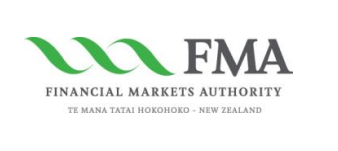 FMA
FINANCIAL MARKETS AUTHORITY
TE MANA TATAI HOKOHOKO - NEW ZEALAND